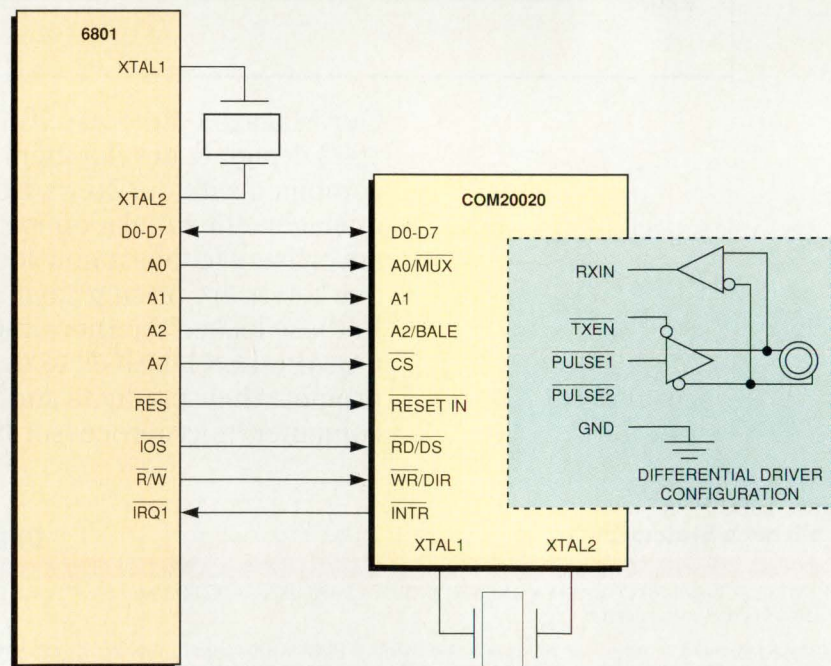 6801
XTAL1
XTAL2
D0-D7
A0
A1
A2
A7
RES
IOS
R/W
IRQ1
COM20020
D0-D7
A0/MUX
A1
A2/BALE
CS
RESET IN
RD/DS
WR/DIR
INTR
XTAL1 XTAL2
RXIN
TXEN
PULSE1
PULSE2
GND
DIFFERENTIAL DRIVER
CONFIGURATION